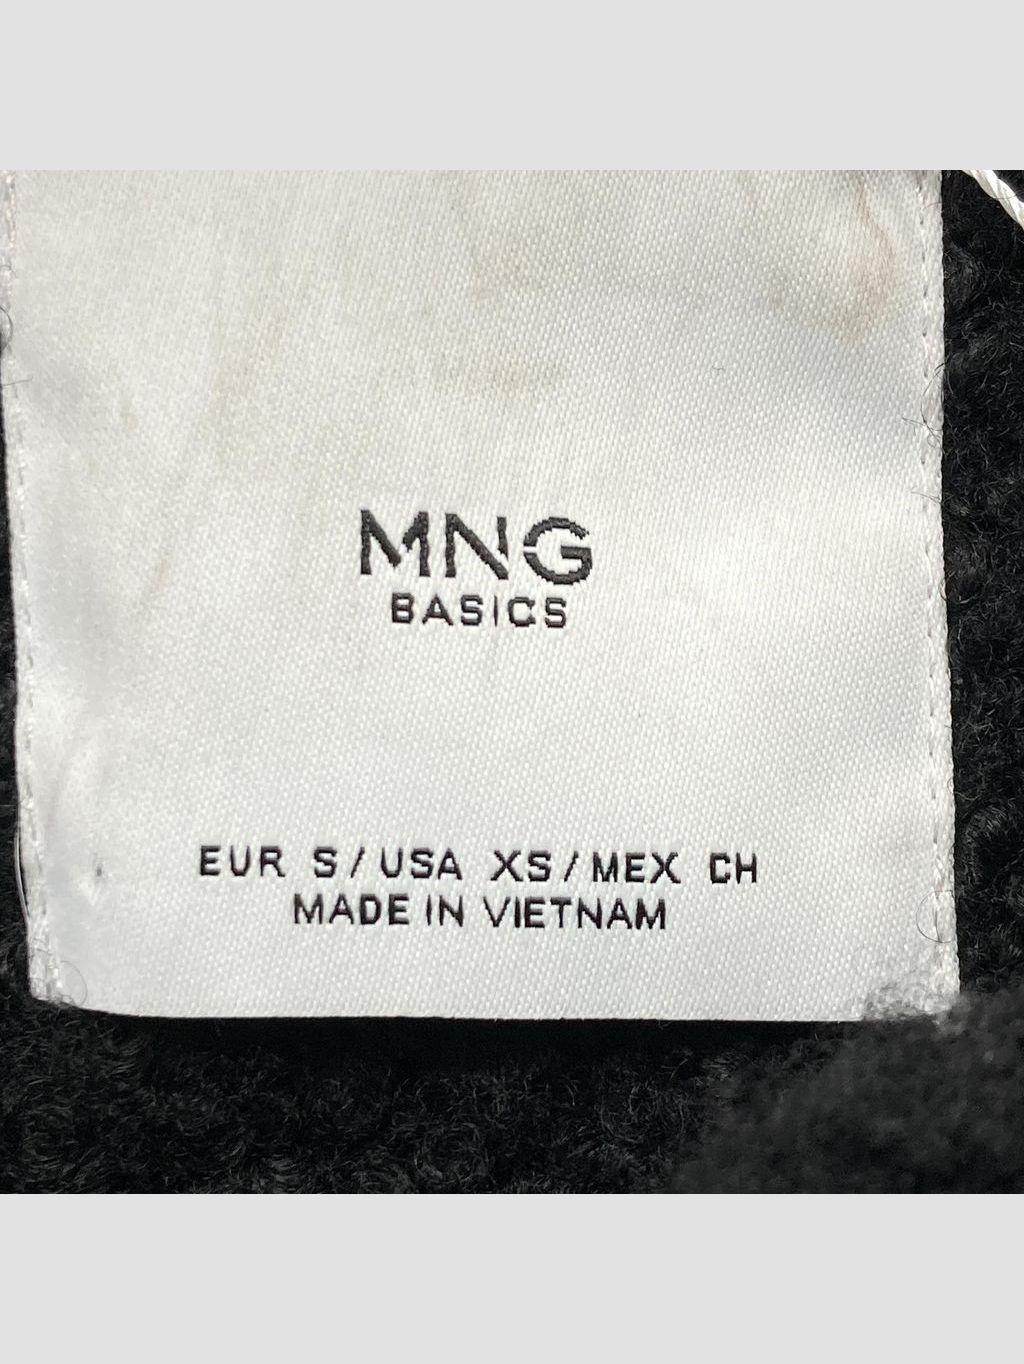 MNG
BASICS
EUR S/USA XS/MEX CH
MADE IN VIETNAM